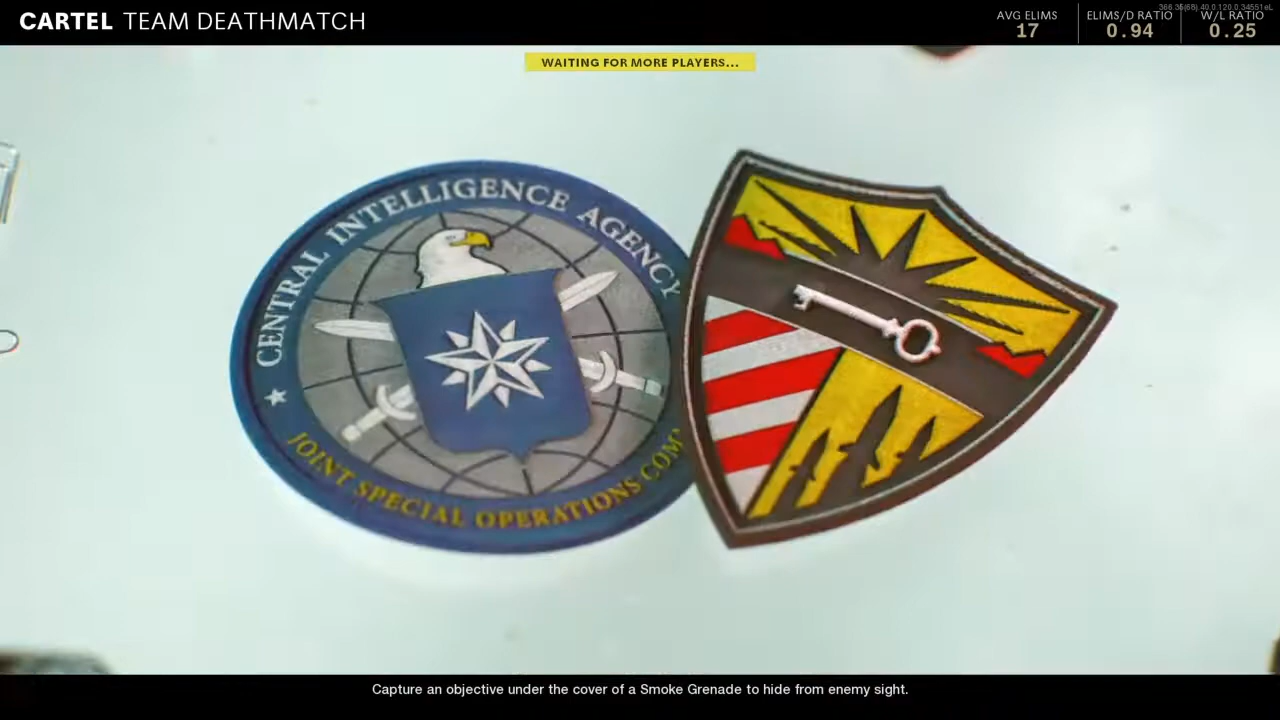 CARTEL TEAM DEATHMATCH
AVG ELIMS
17
ELIMS/D RATIO
0.94
W/L RATIO
0.25
WAITING FOR MORE PLAYERS...
CENTRAL INTELLIGENCE AGENCY
JOINT SPECIAL OPERATIONS COM
Capture an objective under the cover of a Smoke Grenade to hide from enemy sight.